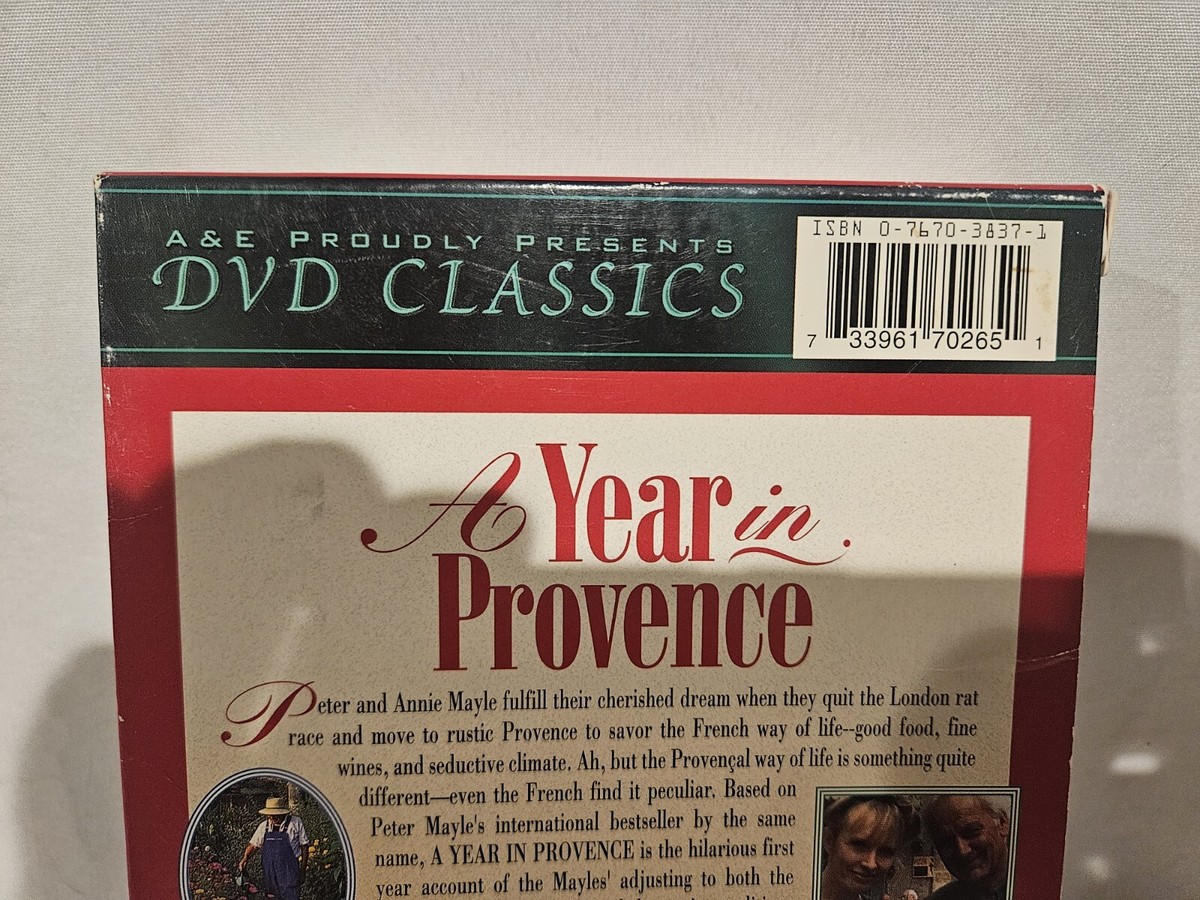 A&E PROUDLY PRESENTS
DVD CLASSICS
ISBN 0-7670-3837-1
7 33961 70265 1
A Year in
Provence
Peter and Annie Mayle fulfill their cherished dream when they quit the London rat
race and move to rustic Provence to savor the French way of life--good food, fine
wines, and seductive climate. Ah, but the Provençal way of life is something quite
different—even the French find it peculiar. Based on
Peter Mayle's international bestseller by the same
name, A YEAR IN PROVENCE is the hilarious first
year account of the Mayles' adjusting to both the